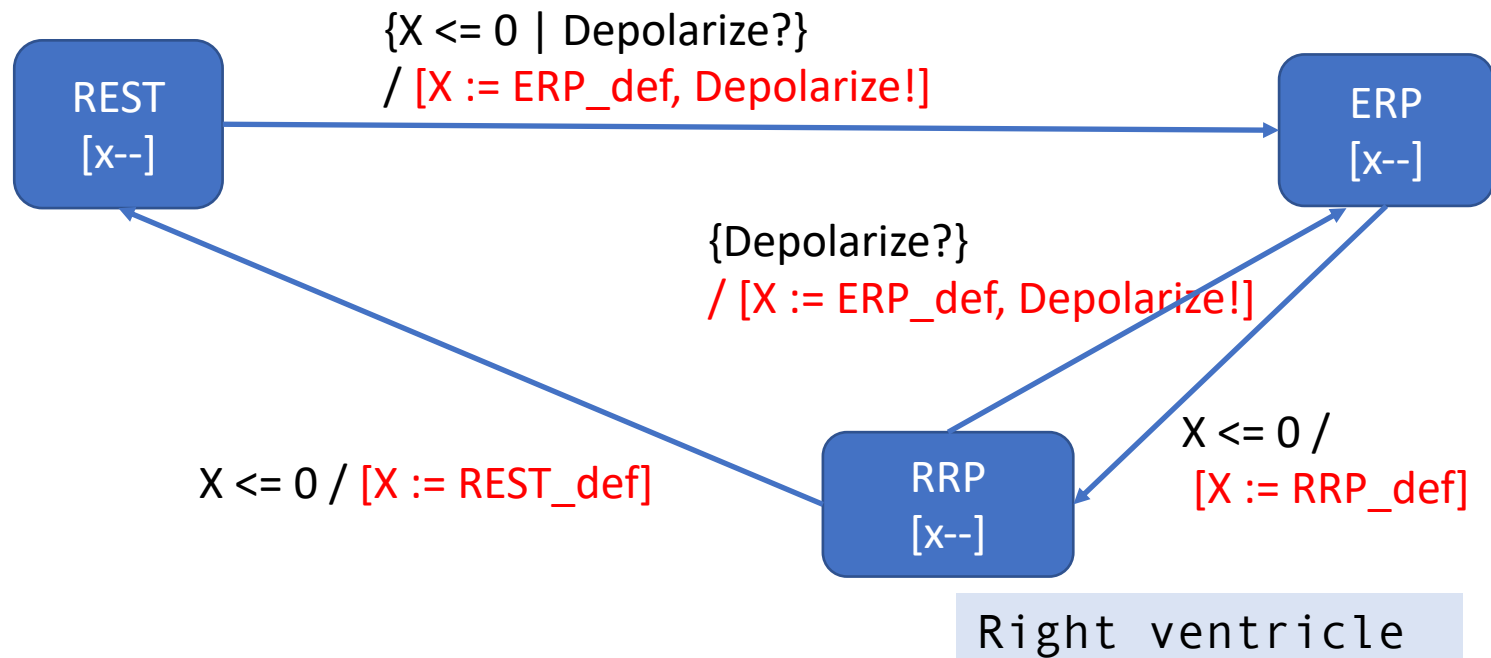 {X <= 0 | Depolarize?}
/ [X := ERP_def, Depolarize!]
REST
[x--]
ERP
[x--]
{Depolarize?}
/ [X := ERP_def, Depolarize!]
X <= 0 /
[X := RRP_def]
X <= 0 / [X := REST_def]
RRP
[x--]
Right ventricle